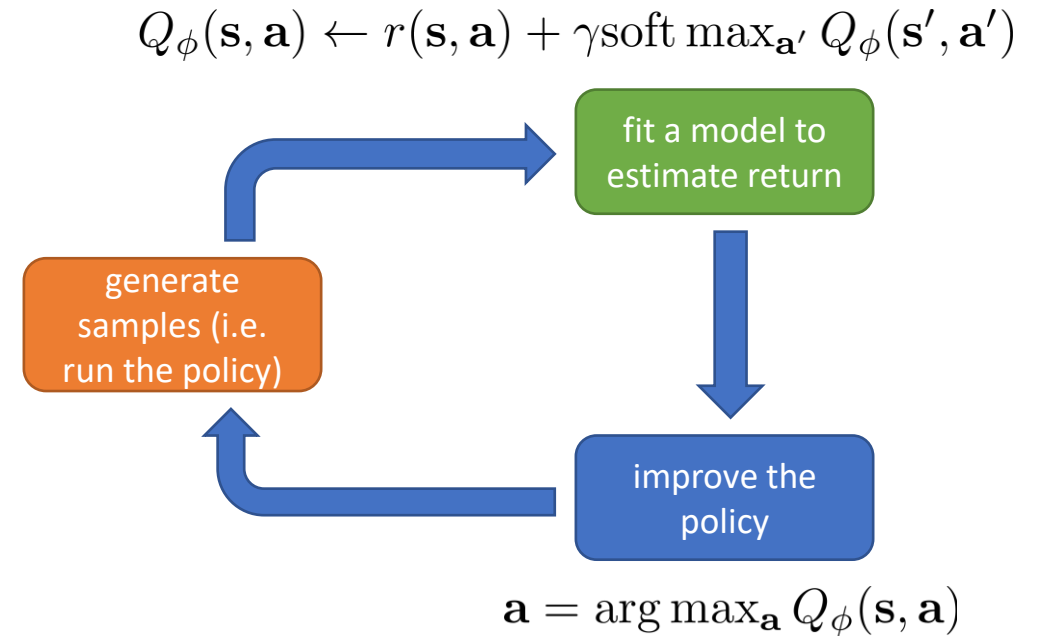 Q_ϕ(s, a) ← r(s, a) + γsoft max_{a′} Q_ϕ(s′, a′)
fit a model to
estimate return
generate
samples (i.e.
run the policy)
improve the
policy
a = arg max_a Q_ϕ(s, a)